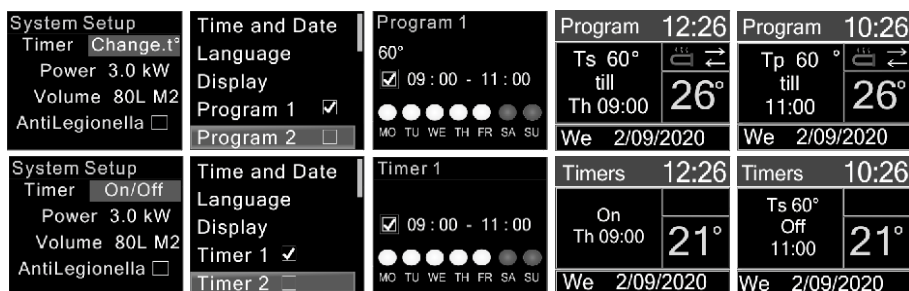 System Setup
Timer Change.t°
Power 3.0 kW
Volume 80L M2
AntiLegionella
Time and Date
Language
Display
Program 1
Program 2
Program 1
60°
09:00 - 11:00
MO TU WE TH FR SA SU
Program 12:26
Ts 60°
till
Th 09:00
26°
We 2/09/2020
Program 10:26
Tp 60 °
till
11:00
26°
We 2/09/2020
System Setup
Timer On/Off
Power 3.0 kW
Volume 80L M2
AntiLegionella
Time and Date
Language
Display
Timer 1
Timer 2
Timer 1
09:00 - 11:00
MO TU WE TH FR SA SU
Timers 12:26
On
Th 09:00
21°
We 2/09/2020
Timers 10:26
Ts 60°
Off
11:00
21°
We 2/09/2020